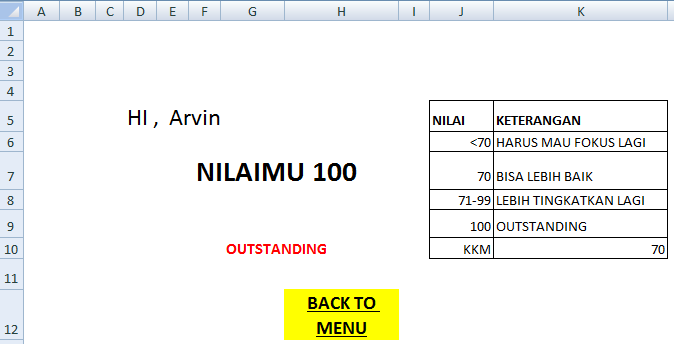 A B C D E F G H I J K
1
2
3
4
5 HI , Arvin NILAI KETERANGAN
6 <70 HARUS MAU FOKUS LAGI
7 NILAIMU 100 70 BISA LEBIH BAIK
8 71-99 LEBIH TINGKATKAN LAGI
9 100 OUTSTANDING
10 OUTSTANDING KKM 70
11
BACK TO
12 MENU